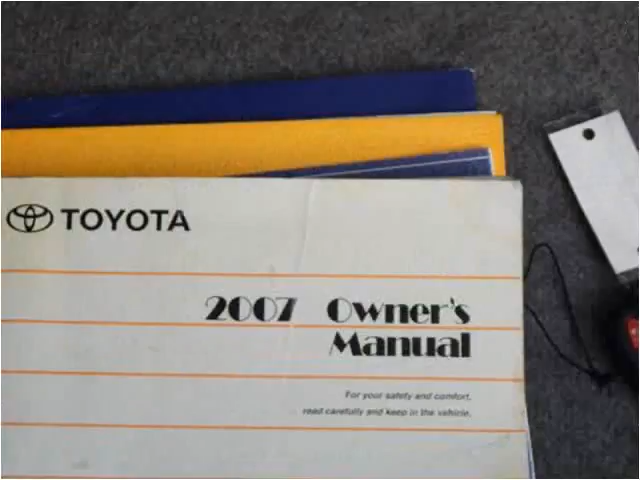 TOYOTA
2007 Owner's
Manual
For your safety and comfort,
read carefully and keep in the vehicle.